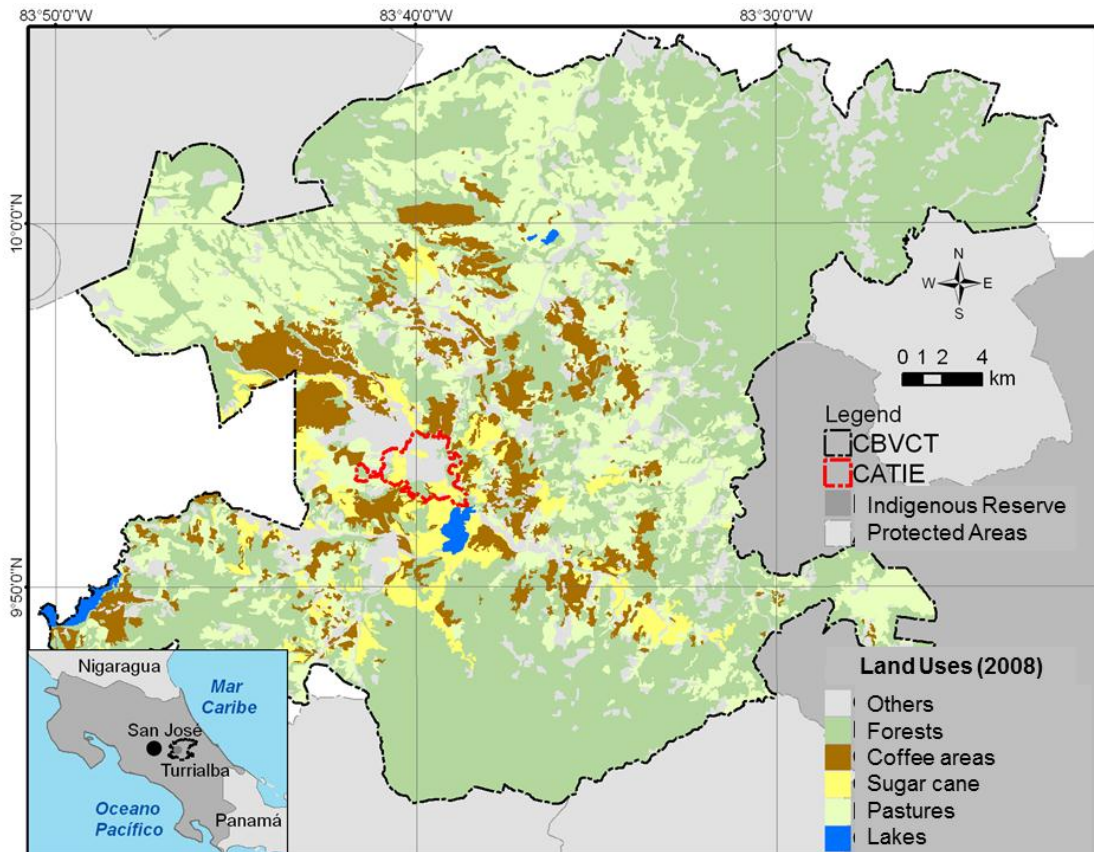 83°50'0"W
83°40'0"W
83°30'0"W
10°0'0"N
9°50'0"N
N
W E
S
0 1 2 4
km
Legend
CBVCT
CATIE
Indigenous Reserve
Protected Areas
Land Uses (2008)
Others
Forests
Coffee areas
Sugar cane
Pastures
Lakes
Nigaragua
Mar
Caribe
San José
Turrialba
Oceano
Pacífico
Panamá